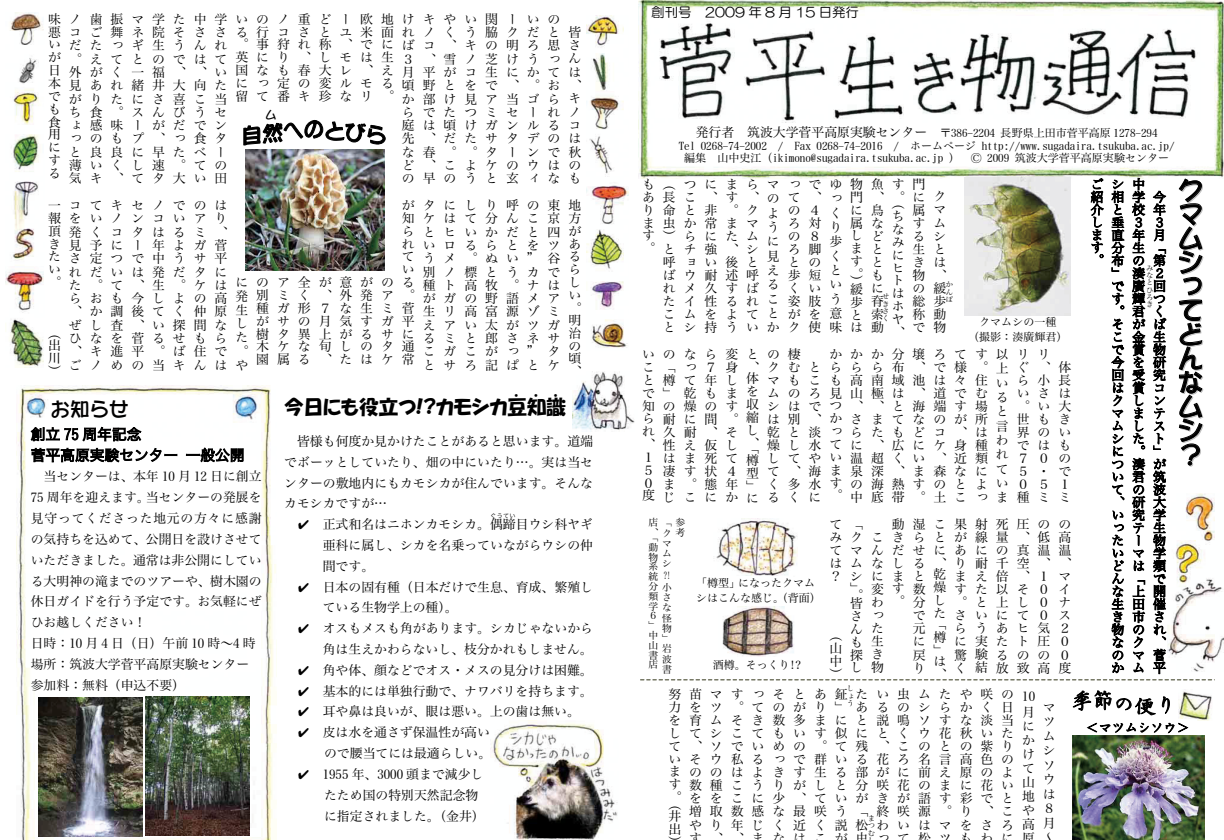 創刊号 2009年8月15日発行
菅平生き物通信
発行者 筑波大学菅平高原実験センター 〒386-2204 長野県上田市菅平高原 1278-294
Tel 0268-74-2002 / Fax 0268-74-2016 / ホームページ http://www.sugadaira.tsukuba.ac.jp/
編集 山中史江（ikimono@sugadaira.tsukuba.ac.jp ） © 2009 筑波大学菅平高原実験センター
クマムシってどんなムシ？
今年３月「第２回つくば生物研究コンテスト」が筑波大学生物学類で開催され、菅平
中学校３年生の湊廣輝君が金賞を受賞しました。湊君の研究テーマは「上田市のクマム
シ相と垂直分布」です。そこで今回はクマムシについて、いったいどんな生き物なのか
ご紹介します。
みなとひろき
のそのそ
クマムシの一種
（撮影：湊廣輝君）
クマムシとは、緩歩動物
かんぽ
門に属する生き物の総称で
す。（ちなみにヒトはホヤ、
魚、鳥などとともに脊索動
せきさく
物門に属します。）緩歩とは
ゆっくり歩くという意味
で、４対８脚の短い肢を使
ってのろのろと歩く姿がク
マのように見えることか
ら、クマムシと呼ばれてい
ます。また、後述するよう
に、非常に強い耐久性を持
つことからチョウメイムシ
（長命虫）と呼ばれたこと
もあります。
体長は大きいもので１ミ
リ、小さいものは０・５ミ
リぐらい。世界で７５０種
以上いると言われていま
す。住む場所は種類によっ
て様々ですが、身近なとこ
ろでは道端のコケ、森の土
壌、池、海などにいます。
分布域はとても広く、熱帯
から南極、また、超深海底
から高山、さらに温泉の中
からも見つかっています。
ところで、淡水や海水に
棲むものは別として、多く
のクマムシは乾燥してくる
と、体を収縮し、「樽型」に
変身します。そして４年か
ら７年もの間、仮死状態に
なって乾燥に耐えます。こ
の「樽」の耐久性は凄まじ
いことで知られ、１５０度
の高温、マイナス２００度
の低温、１０００気圧の高
圧、真空、そしてヒトの致
死量の千倍以上にあたる放
射線に耐えたという実験結
果があります。さらに驚く
ことに、乾燥した「樽」は、
湿らせると数分で元に戻り
動きだします。
こんなに変わった生き物
「クマムシ」。皆さんも探し
てみては？ （山中）
「樽型」になったクマム
シはこんな感じ。（背面）
酒樽。そっくり!?
参考
「クマムシ?!小さな怪物」岩波書
店、「動物系統分類学６」中山書店
季節の便り
＜マツムシソウ＞
マツムシソウは８月
10月にかけて山地や高原
の日当たりのよいところに
咲く淡い紫色の花で、さわ
やかな秋の高原に彩りをも
たらす花と言えます。マツ
ムシソウの名前の語源は松
虫の鳴くころに花が咲いて
いる説と、花が咲き終わっ
たあとに残る部分が「松虫
鉦」に似ているという説が
あります。群生して咲くこ
とが多いのですが、最近は
その数もめっきり少なくな
ってきているように感じま
す。そこで私はここ数年、
マツムシソウの種を取り、
苗を育て、その数を増やす
努力をしています。（井出）
自然へのとびら
ム
皆さんは、キノコは秋のも
のと思っておられるのではな
いだろうか。ゴールデンウィ
ーク明けに、当センターの玄
関脇の芝生でアミガサタケと
いうキノコを見つけた。よう
やく、雪がとけた頃だ。この
キノコ、平野部では、春、早
ければ３月頃から庭先などの
地面に生える。
欧米では、モリ
ーユ、モレルな
どと称し大変珍
重され、春のキ
ノコ狩りも定番
の行事になって
いる。英国に留
学されていた当センターの田
中さんは、向こうで食べてい
たそうで、大喜びだった。大
学院生の福井さんが、早速タ
マネギと一緒にスープにして
振舞ってくれた。味も良く、
歯ごたえがあり食感の良いキ
ノコだ。外見がちょっと薄気
味悪いが日本でも食用にする
地方があるらしい。明治の頃、
東京四ツ谷ではアミガサタケ
のことを”カナメゾツネ”と
呼んだという。語源がさっぱ
り分からぬと牧野富太郎が記
している。標高の高いところ
にはヒロメノトガリアミガサ
タケという別種が生えること
が知られている。菅平に通常
のアミガサタケ
が発生するのは
意外な気がした
が、７月上旬、
全く形の異なる
アミガサタケ属
の別種が樹木園
に発生した。や
はり、菅平には高原ならでは
のアミガサタケの仲間も住ん
でいるようだ。よく探せばキ
ノコは年中発生している。当
センターでは、今後、菅平の
キノコについても調査を進め
ていく予定だ。おかしなキノ
コを発見されたら、ぜひ、ご
一報頂きたい。 （出川）
お知らせ
創立 75 周年記念
菅平高原実験センター 一般公開
当センターは、本年 10 月 12 日に創立
75 周年を迎えます。当センターの発展を
見守ってくださった地元の方々に感謝
の気持ちを込めて、公開日を設けさせて
いただきました。通常は非公開にしてい
る大明神の滝までのツアーや、樹木園の
休日ガイドを行う予定です。お気軽にぜ
ひお越しください！
日時：10 月 4 日（日）午前 10 時～4 時
場所：筑波大学菅平高原実験センター
参加料：無料（申込不要）
今日にも役立つ!?カモシカ豆知識
皆様も何度か見かけたことがあると思います。道端
でボーッとしていたり、畑の中にいたり…。実は当セ
ンターの敷地内にもカモシカが住んでいます。そんな
カモシカですが…
✔ 正式和名はニホンカモシカ。偶蹄目ウシ科ヤギ
ぐうてい
亜科に属し、シカを名乗っていながらウシの仲
間です。
✔ 日本の固有種（日本だけで生息、育成、繁殖し
ている生物学上の種）。
✔ オスもメスも角があります。シカじゃないから
角は生えかわらないし、枝分かれもしません。
✔ 角や体、顔などでオス・メスの見分けは困難。
✔ 基本的には単独行動で、ナワバリを持ちます。
✔ 耳や鼻は良いが、眼は悪い。上の歯は無い。
✔ 皮は水を通さず保温性が高い
ので腰当てには最適らしい。
✔ 1955 年、3000 頭まで減少し
たため国の特別天然記念物
に指定されました。（金井）
シカじゃ
なかったのか…。